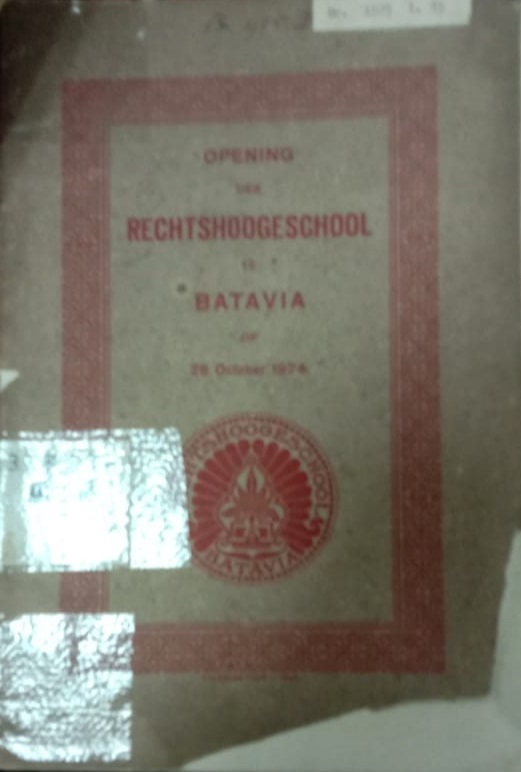 OPENING
DER
RECHTSHOOGESCHOOL
TE
BATAVIA
OP
28 October 1924
RECHTSHOOGESCHOOL
BATAVIA